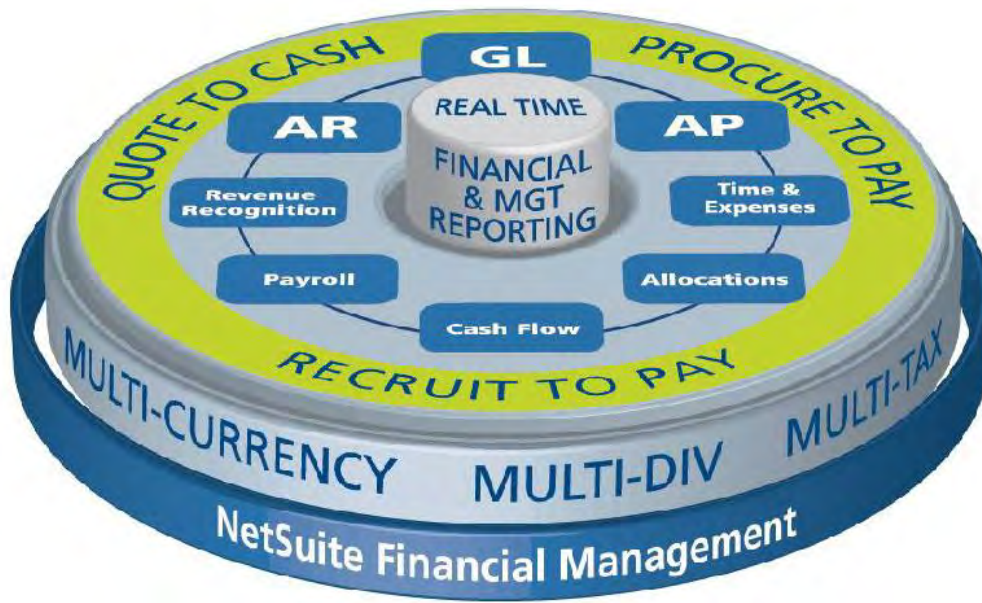 QUOTE TO CASH
PROCURE TO PAY
GL
REAL TIME
AR
AP
FINANCIAL
& MGT
REPORTING
Revenue
Recognition
Time &
Expenses
Payroll
Allocations
Cash Flow
RECRUIT TO PAY
MULTI-CURRENCY
MULTI-DIV
MULTI-TAX
NetSuite Financial Management